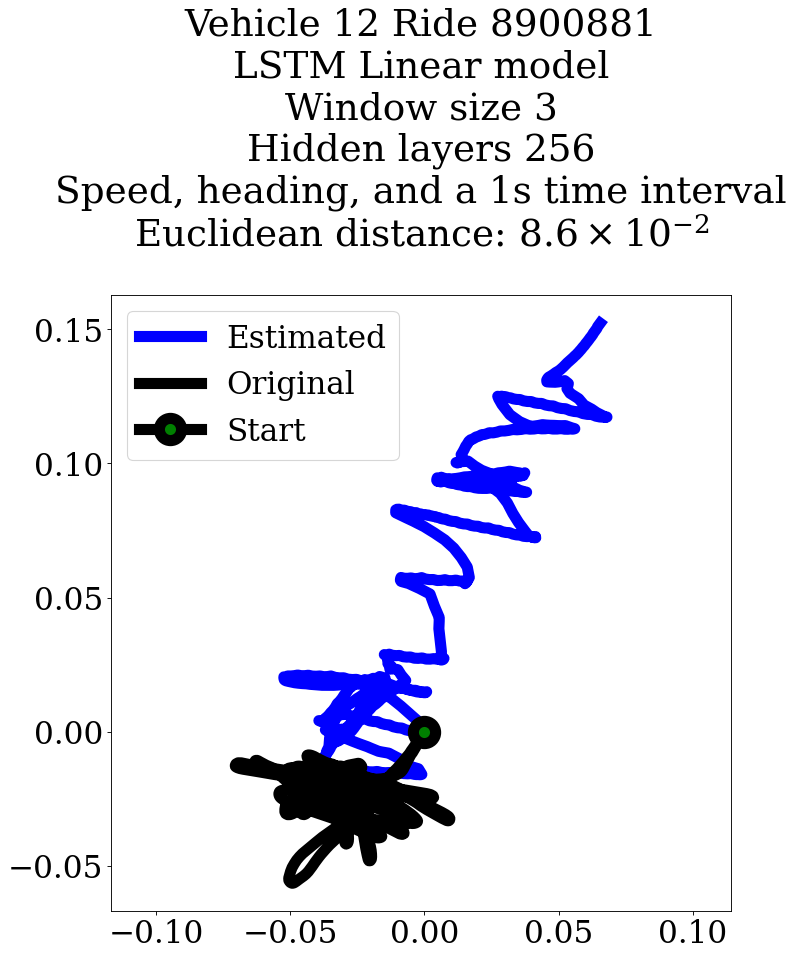 Vehicle 12 Ride 8900881
LSTM Linear model
Window size 3
Hidden layers 256
Speed, heading, and a 1s time interval
Euclidean distance: 8.6 × 10⁻²
Estimated
Original
Start
0.15
0.10
0.05
0.00
−0.05
−0.10
−0.05
0.00
0.05
0.10